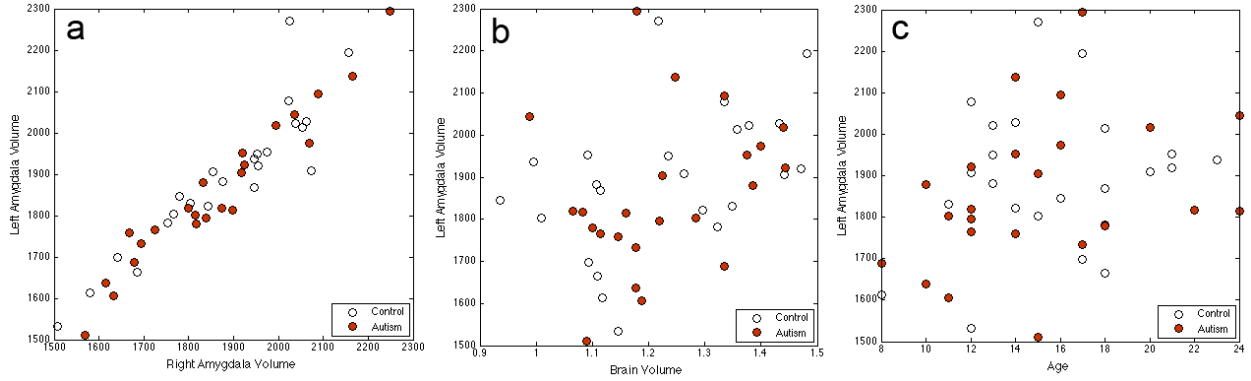 a
2300
2200
2100
2000
1900
1800
1700
1600
1500
Left Amygdala Volume
1500 1600 1700 1800 1900 2000 2100 2200 2300
Right Amygdala Volume
Control
Autism
b
2300
2200
2100
2000
1900
1800
1700
1600
1500
Left Amygdala Volume
0.9 1 1.1 1.2 1.3 1.4 1.5
Brain Volume
Control
Autism
c
2300
2200
2100
2000
1900
1800
1700
1600
1500
Left Amygdala Volume
8 10 12 14 16 18 20 22 24
Age
Control
Autism